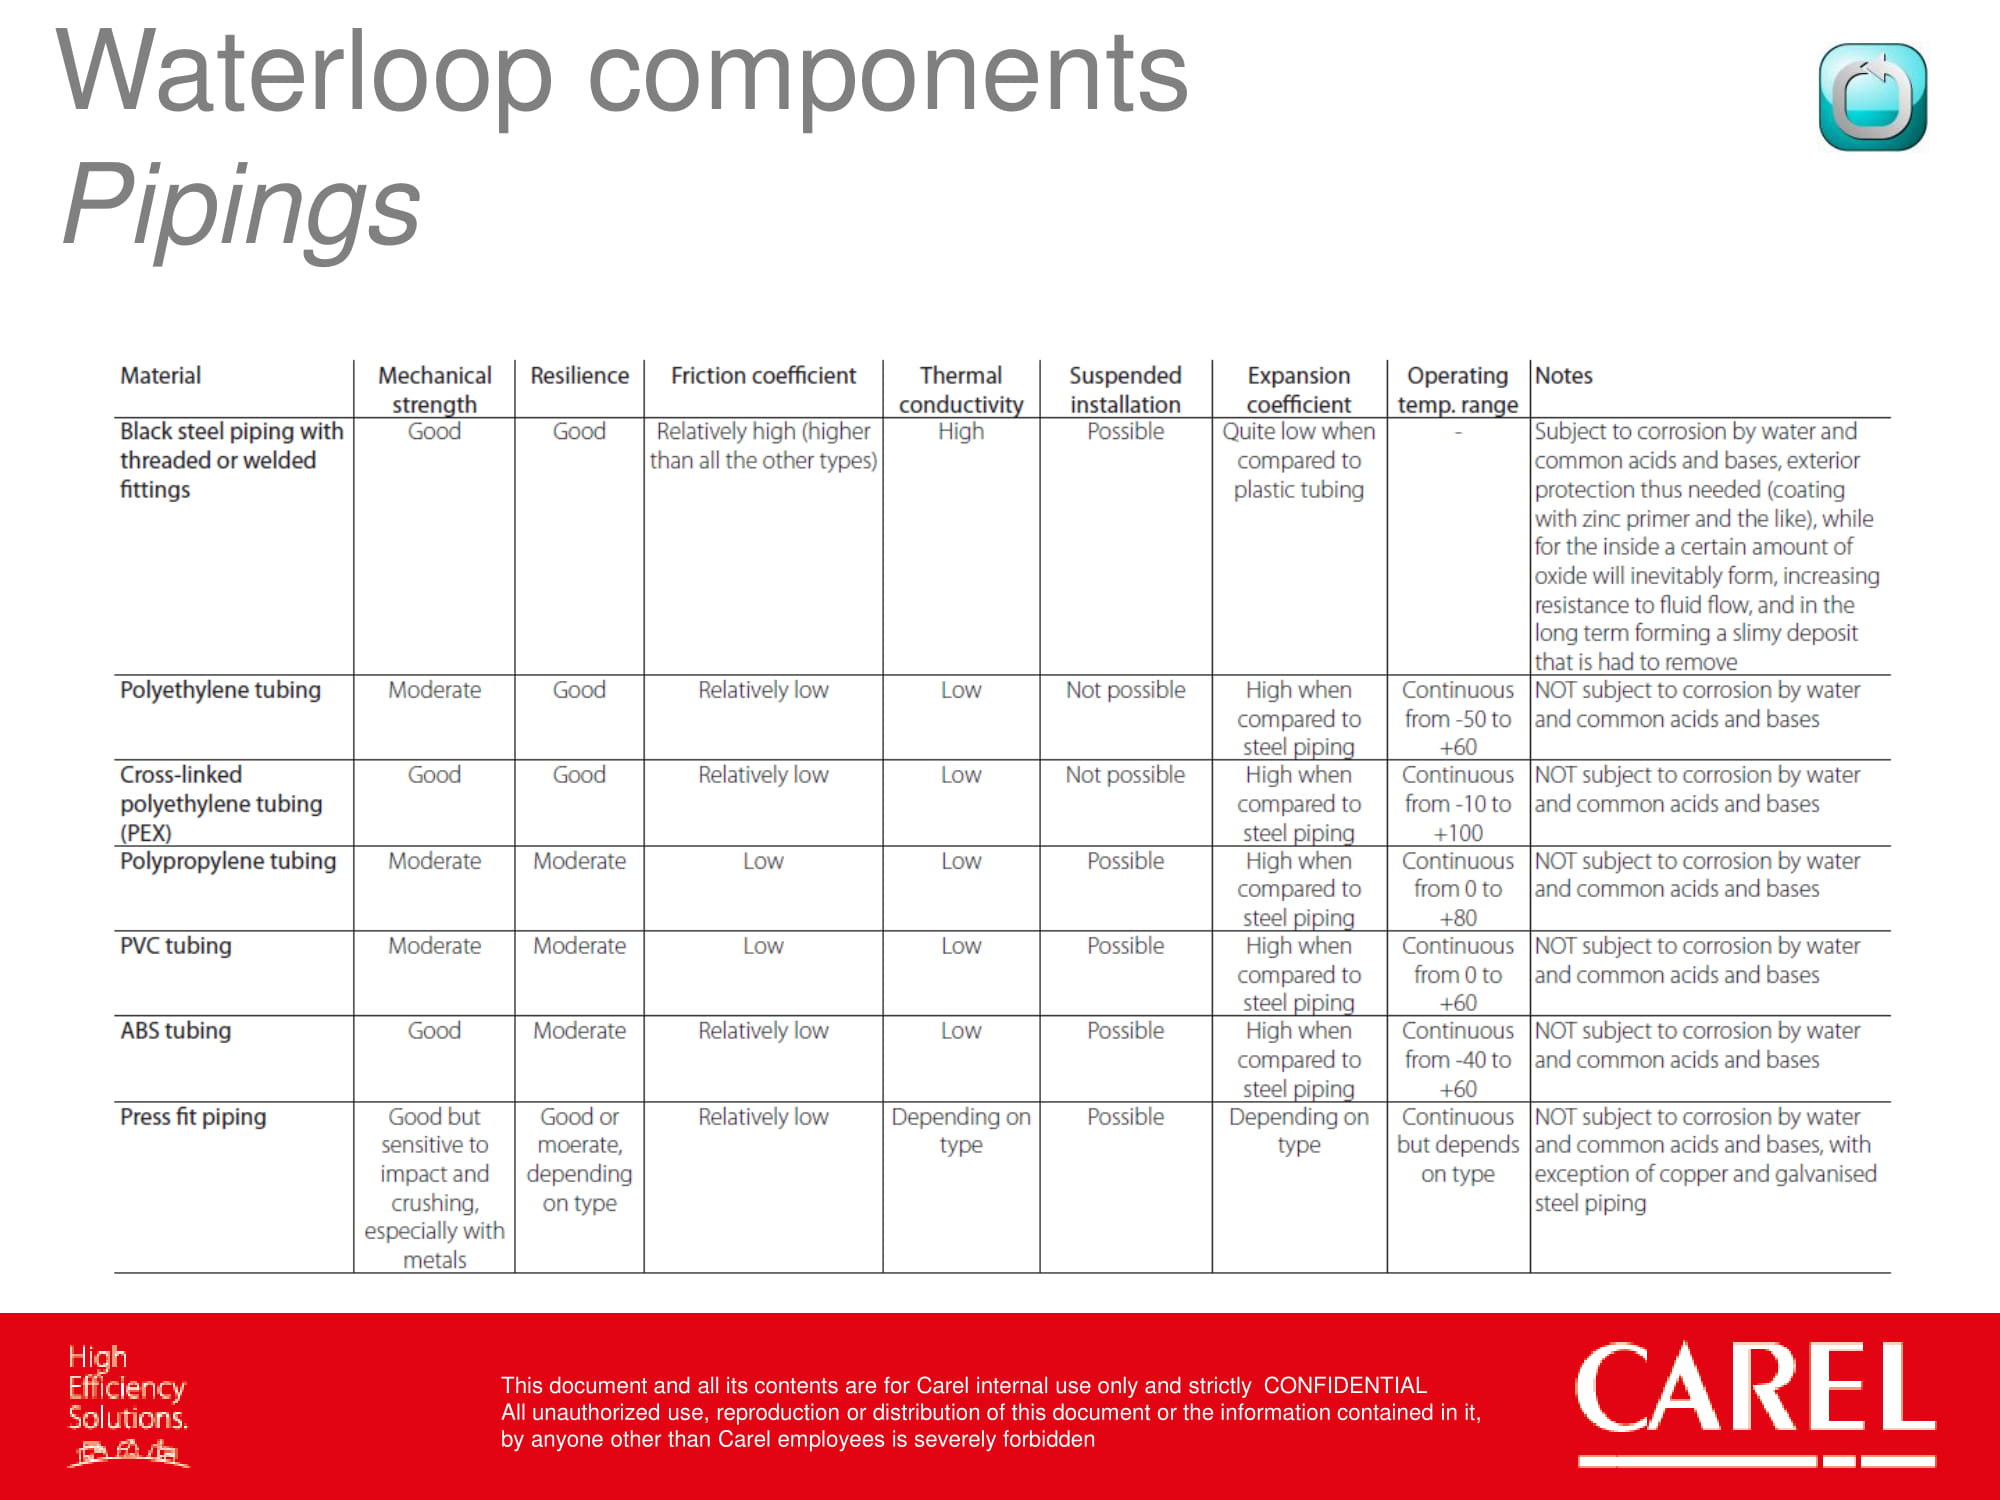 Waterloop components
Pipings
Material
Mechanical strength
Resilience
Friction coefficient
Thermal conductivity
Suspended installation
Expansion coefficient
Operating temp. range
Notes
Black steel piping with
threaded or welded
fittings
Good
Good
Relatively high (higher
than all the other types)
High
Possible
Quite low when
compared to
plastic tubing
-
Subject to corrosion by water and
common acids and bases, exterior
protection thus needed (coating
with zinc primer and the like), while
for the inside a certain amount of
oxide will inevitably form, increasing
resistance to fluid flow, and in the
long term forming a slimy deposit
that is had to remove
Polyethylene tubing
Moderate
Good
Relatively low
Low
Not possible
High when
compared to
steel piping
Continuous
from -50 to
+60
NOT subject to corrosion by water
and common acids and bases
Cross-linked
polyethylene tubing
(PEX)
Good
Good
Relatively low
Low
Not possible
High when
compared to
steel piping
Continuous
from -10 to
+100
NOT subject to corrosion by water
and common acids and bases
Polypropylene tubing
Moderate
Moderate
Low
Low
Possible
High when
compared to
steel piping
Continuous
from 0 to
+80
NOT subject to corrosion by water
and common acids and bases
PVC tubing
Moderate
Moderate
Low
Low
Possible
High when
compared to
steel piping
Continuous
from 0 to
+60
NOT subject to corrosion by water
and common acids and bases
ABS tubing
Good
Moderate
Relatively low
Low
Possible
High when
compared to
steel piping
Continuous
from -40 to
+60
NOT subject to corrosion by water
and common acids and bases
Press fit piping
Good but
sensitive to
impact and
crushing,
especially with
metals
Good or
moerate,
depending
on type
Relatively low
Depending on
type
Possible
Depending on
type
Continuous
but depends
on type
NOT subject to corrosion by water
and common acids and bases, with
exception of copper and galvanised
steel piping
High
Efficiency
Solutions.
This document and all its contents are for Carel internal use only and strictly CONFIDENTIAL
All unauthorized use, reproduction or distribution of this document or the information contained in it,
by anyone other than Carel employees is severely forbidden
CAREL